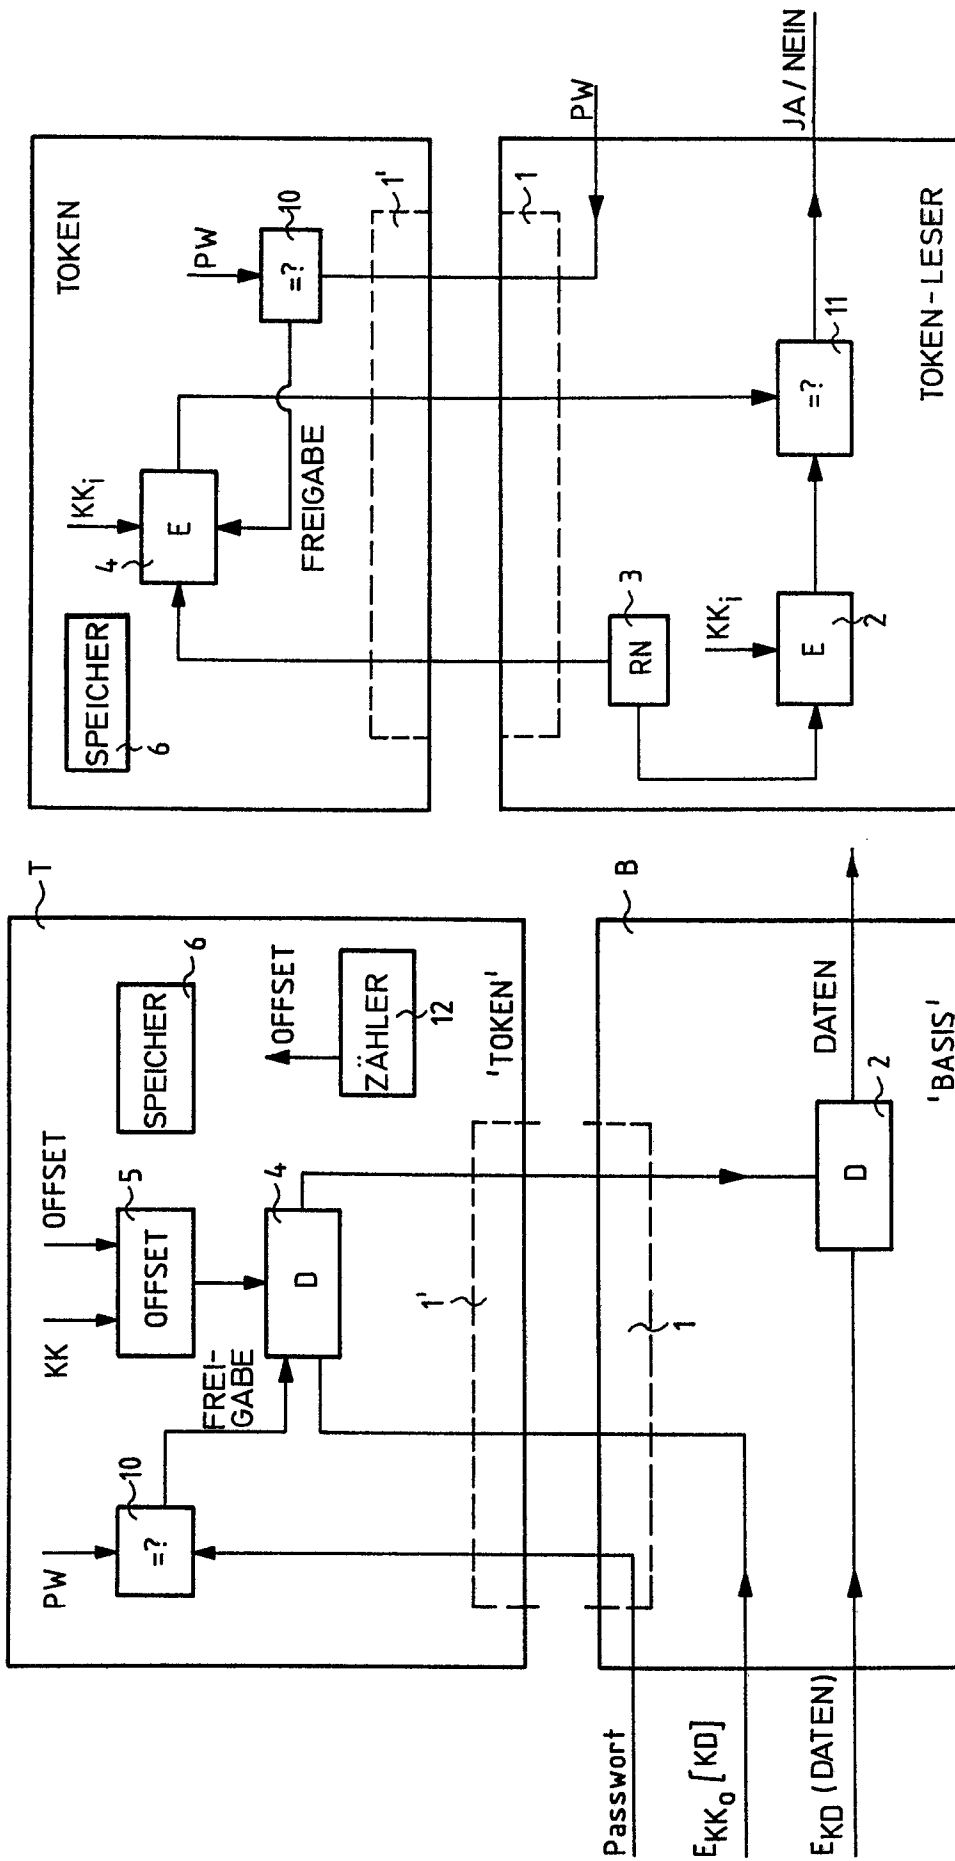 T
PW
KK
OFFSET
10
=?
5
OFFSET
6
SPEICHER
FREI-
GABE
4
D
OFFSET
ZÄHLER
12
'TOKEN'
1'
1
B
Passwort
E_KK₀ [KD]
E_KD (DATEN)
D
2
DATEN
'BASIS'
TOKEN
SPEICHER
6
KKᵢ
4
E
PW
10
=?
FREIGABE
1'
1
PW
3
RN
KKᵢ
E
2
=?
11
JA/NEIN
TOKEN-LESER